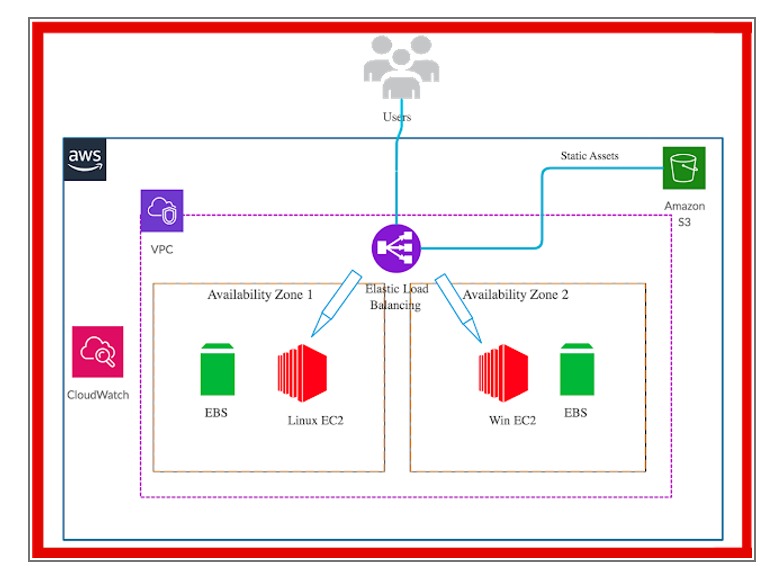 Users
aws
Static Assets
Amazon
S3
VPC
Elastic Load
Balancing
Availability Zone 1
Availability Zone 2
CloudWatch
EBS
Linux EC2
Win EC2
EBS